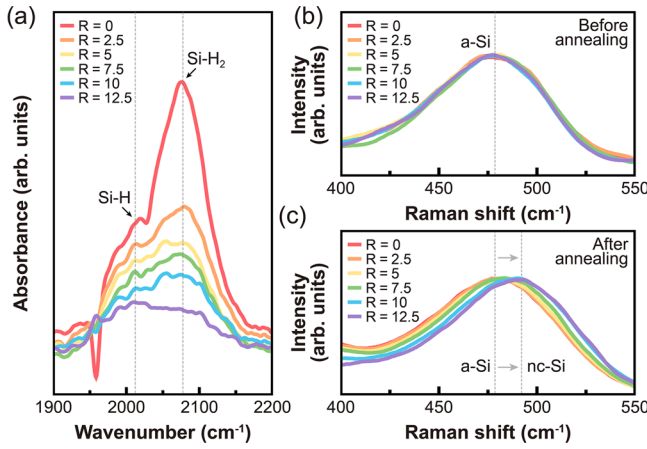 (a)
R = 0
R = 2.5
R = 5
R = 7.5
R = 10
R = 12.5
Si-H₂
Si-H
Absorbance (arb. units)
1900 2000 2100 2200
Wavenumber (cm⁻¹)
(b)
R = 0
R = 2.5
R = 5
R = 7.5
R = 10
R = 12.5
a-Si
Before
annealing
Intensity
(arb. units)
400 450 500 550
Raman shift (cm⁻¹)
(c)
R = 0
R = 2.5
R = 5
R = 7.5
R = 10
R = 12.5
After
annealing
a-Si → nc-Si
Intensity
(arb. units)
400 450 500 550
Raman shift (cm⁻¹)